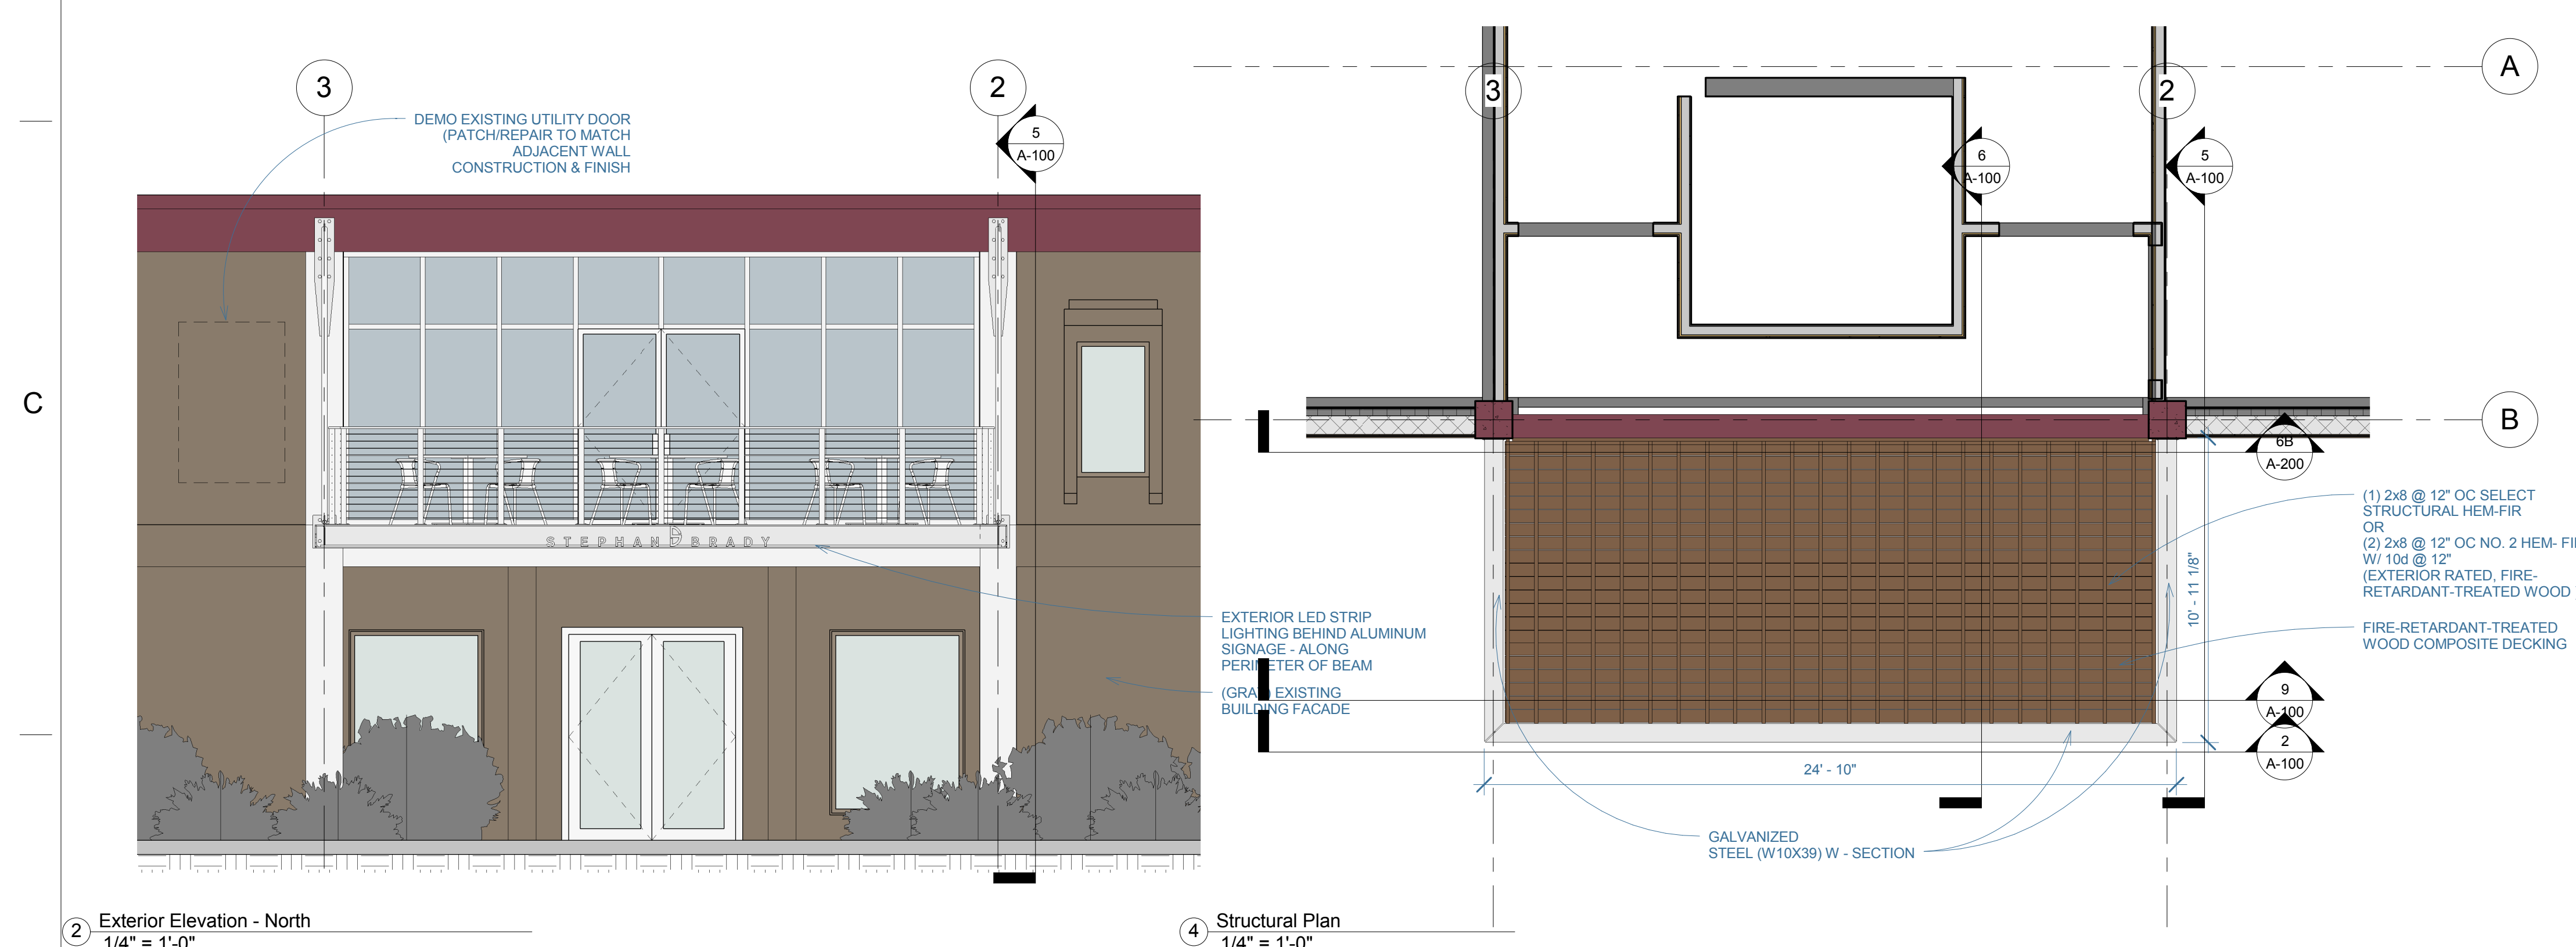 3
2
DEMO EXISTING UTILITY DOOR
(PATCH/REPAIR TO MATCH
ADJACENT WALL
CONSTRUCTION & FINISH
5
A-100
C
STEPHAN BRADY
EXTERIOR LED STRIP
LIGHTING BEHIND ALUMINUM
SIGNAGE - ALONG
PERIMETER OF BEAM
EXISTING
BUILDING FACADE
2
Exterior Elevation - North
1/4" = 1'-0"
3
2
A
6
A-100
5
A-100
B
6B
A-200
(1) 2x8 @ 12" OC SELECT
STRUCTURAL HEM-FIR
OR
(2) 2x8 @ 12" OC NO. 2 HEM-
W/ 10d @ 12"
(EXTERIOR RATED, FIRE-
RETARDANT-TREATED WOOD
10' - 11 1/8"
FIRE-RETARDANT-TREATED
WOOD COMPOSITE DECKING
9
A-100
2
A-100
24' - 10"
GALVANIZED
STEEL (W10X39) W - SECTION
4
Structural Plan
1/4" = 1'-0"